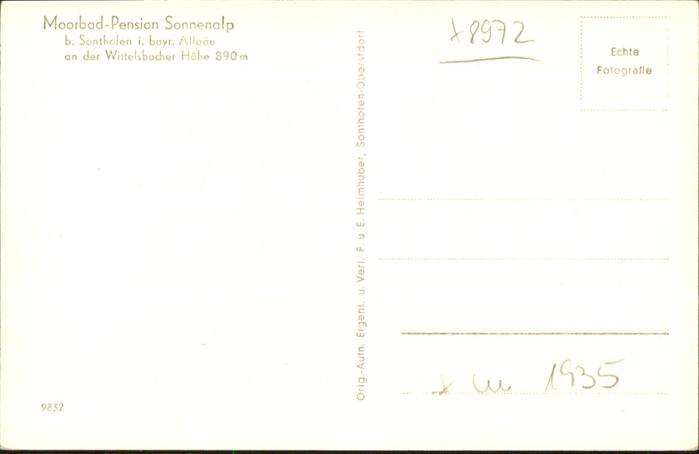 Moorbad-Pension Sonnenalp
b. Sonthofen i. bayr. Allgäu
an der Wittelsbacher Höhe 890 m
x8972
Echte
Fotografie
Orig.-Aufn. Eigent. u. Verl. F. u. E. Heimhuber, Sonthofen-Oberstdorf
1935
9832